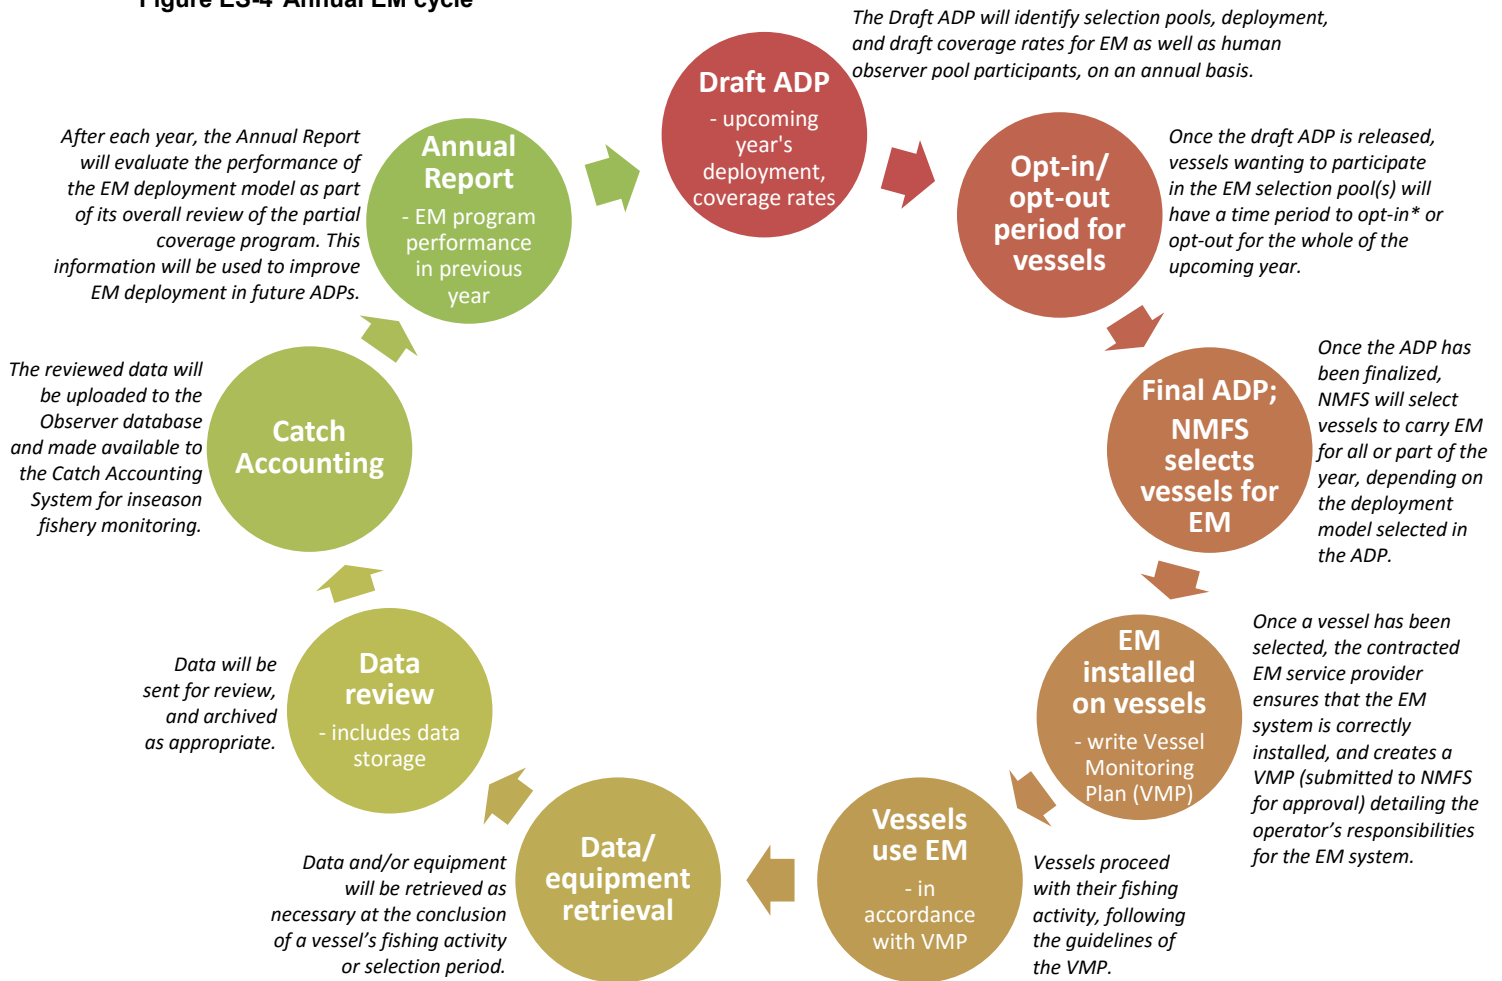 Figure ES-4 Annual EM cycle
The Draft ADP will identify selection pools, deployment,
and draft coverage rates for EM as well as human
observer pool participants, on an annual basis.
Draft ADP
- upcoming
year's
deployment,
coverage rates
Once the draft ADP is released,
vessels wanting to participate
in the EM selection pool(s) will
have a time period to opt-in* or
opt-out for the whole of the
upcoming year.
Opt-in/
opt-out
period for
vessels
Once the ADP has
been finalized,
NMFS will select
vessels to carry EM
for all or part of the
year, depending on
the deployment
model selected in
the ADP.
Final ADP;
NMFS
selects
vessels for
EM
Once a vessel has been
selected, the contracted
EM service provider
ensures that the EM
system is correctly
installed, and creates a
VMP (submitted to NMFS
for approval) detailing the
operator’s responsibilities
for the EM system.
EM
installed
on vessels
- write Vessel
Monitoring
Plan (VMP)
Vessels
use EM
- in
accordance
with VMP
Vessels proceed
with their fishing
activity, following
the guidelines of
the VMP.
Data/
equipment
retrieval
Data and/or equipment
will be retrieved as
necessary at the conclusion
of a vessel’s fishing activity
or selection period.
Data
review
- includes data
storage
Data will be
sent for review,
and archived
as appropriate.
Catch
Accounting
The reviewed data will
be uploaded to the
Observer database
and made available to
the Catch Accounting
System for inseason
fishery monitoring.
Annual
Report
- EM program
performance
in previous
year
After each year, the Annual Report
will evaluate the performance of
the EM deployment model as part
of its overall review of the partial
coverage program. This
information will be used to improve
EM deployment in future ADPs.